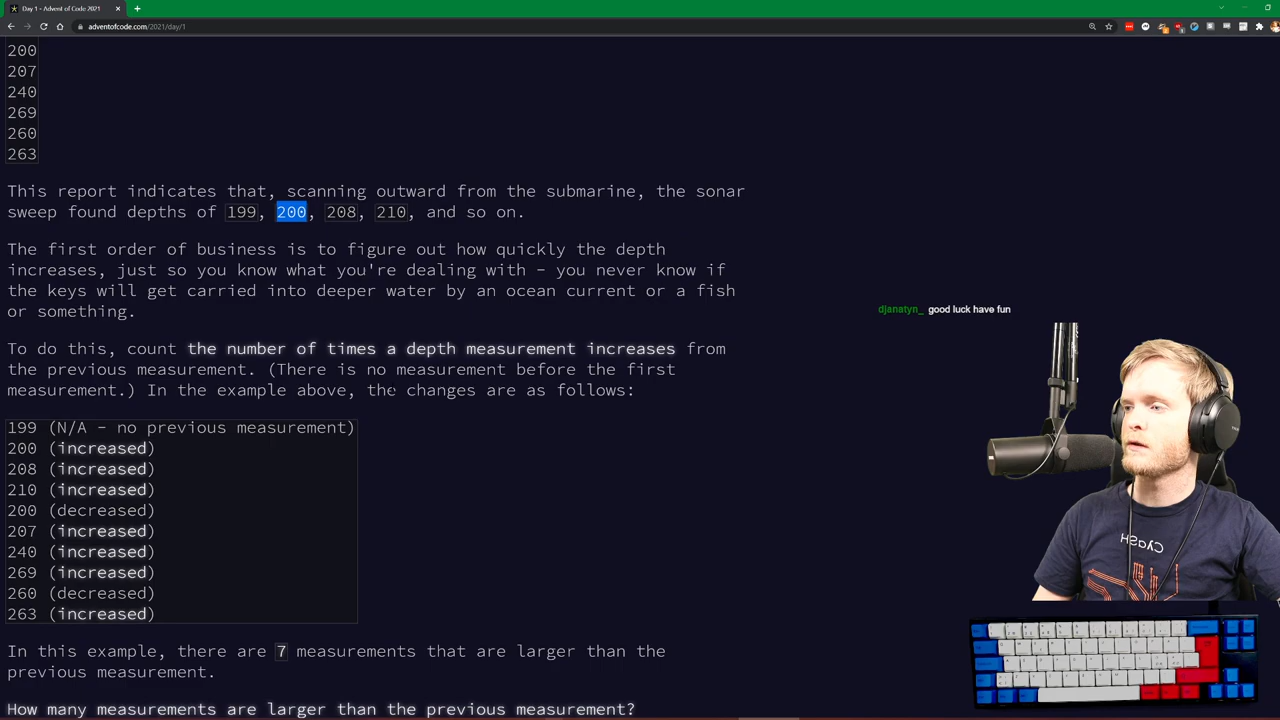 Day 1 - Advent of Code 2021
adventofcode.com/2021/day/1
200
207
240
269
260
263
This report indicates that, scanning outward from the submarine, the sonar
sweep found depths of 199, 200, 208, 210, and so on.
The first order of business is to figure out how quickly the depth
increases, just so you know what you're dealing with - you never know if
the keys will get carried into deeper water by an ocean current or a fish
or something.
To do this, count the number of times a depth measurement increases from
the previous measurement. (There is no measurement before the first
measurement.) In the example above, the changes are as follows:
199 (N/A - no previous measurement)
200 (increased)
208 (increased)
210 (increased)
200 (decreased)
207 (increased)
240 (increased)
269 (increased)
260 (decreased)
263 (increased)
In this example, there are 7 measurements that are larger than the
previous measurement.
How many measurements are larger than the previous measurement?
djanatyn_ good luck have fun